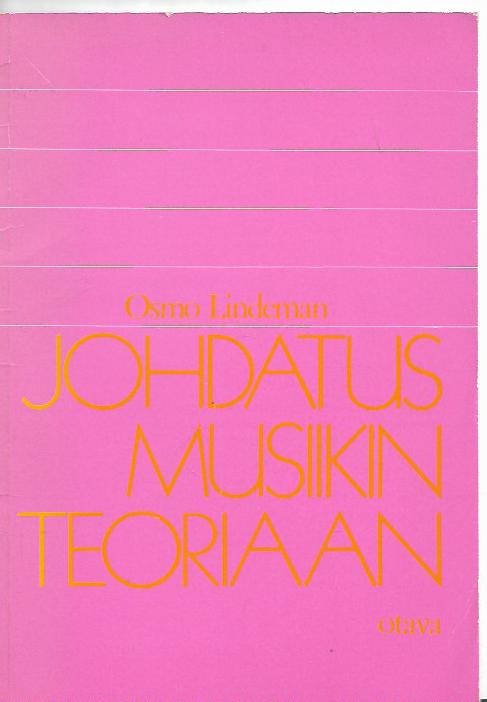 Osmo Lindeman
JOHDATUS
MUSIIKIN
TEORIAAN
otava